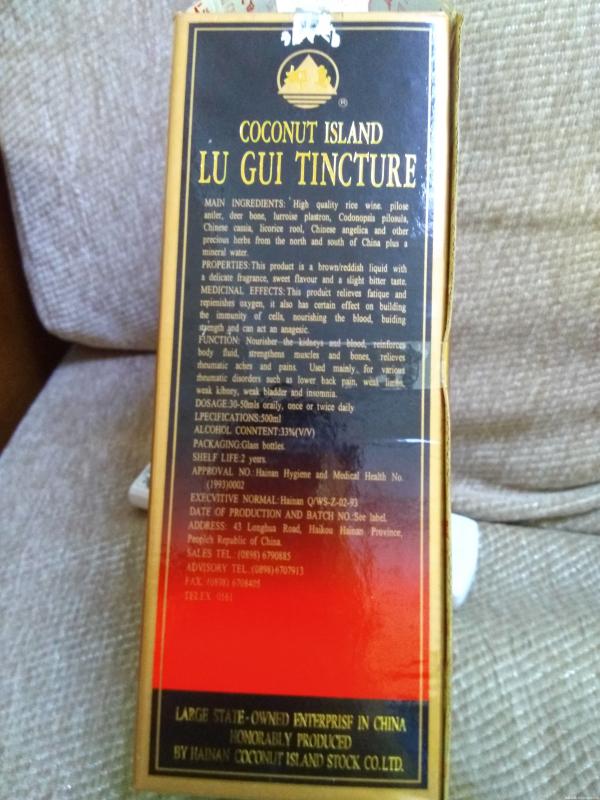 ®
COCONUT ISLAND
LU GUI TINCTURE
MAIN INGREDIENTS: High quality rice wine. pilose
antler, deer bone, lurroise plastron, Codonopsis pilosula,
Chinese cassia, licorice rool, Chinese angelica and other
precious herbs from the north and south of China plus a
mineral water.
PROPERTIES:This product is a brown/reddish liquid with
a delicate fragrance, sweet flavour and a slight bitter taste.
MEDICINAL EFFECTS:This product relieves fatique and
replenishes oxygen, it also has certain effect on building
the immunity of cells, nourishing the blood, buiding
strength and can act an anagesic.
FUNCTION: Nourisher the kidneys and blood, reinforces
body fluid, strengthens muscles and bones, relieves
rheumatic aches and pains. Used mainly for various
rheumatic disorders such as lower back pain, weak limbs,
weak kibney, weak bladder and insomnia.
DOSAGE:30-50mls oraily, once or twice daily
LPECIFICATIONS:500ml
ALCOHOL CONNTENT:33%(V/V)
PACKAGING:Glass bottles.
SHELF LIFE:2 years.
APPROVAL NO.:Hainan Hygiene and Medical Health No.
(1993)0002
EXECVITIVE NORMAL:Hainan Q/WS-Z-02-93
DATE OF PRODUCTION AND BATCH NO.:See label.
ADDRESS: 43 Longhua Road, Haikou Hainan Province,
People's Republic of China.
SALES TEL.:(0898)6790885
ADVISORY TEL.:(0898)6707913
FAX:(0898) 6708405
TELEX 0161
LARGE STATE-OWNED ENTERPRISE IN CHINA
HONORABLY PRODUCED
BY HAINAN COCONUT ISLAND STOCK CO.LTD.